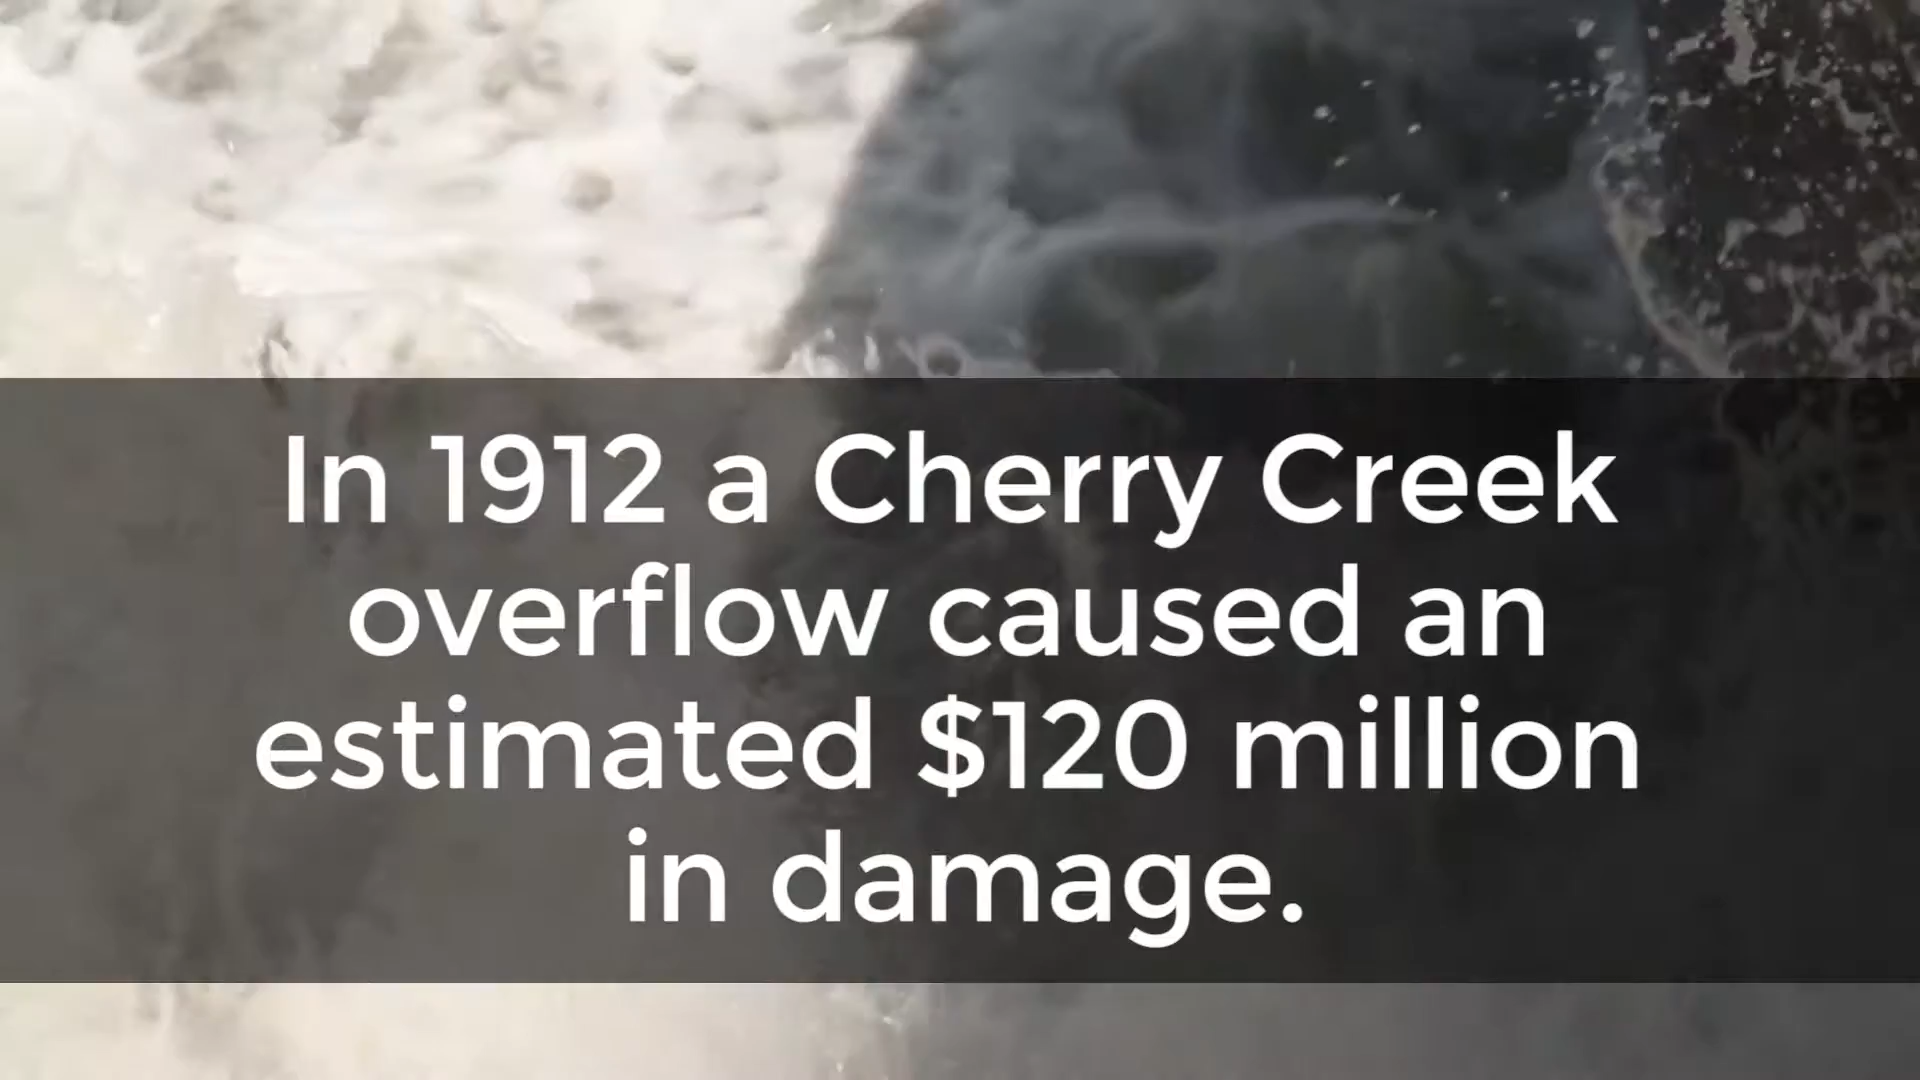 In 1912 a Cherry Creek
overflow caused an
estimated $120 million
in damage.